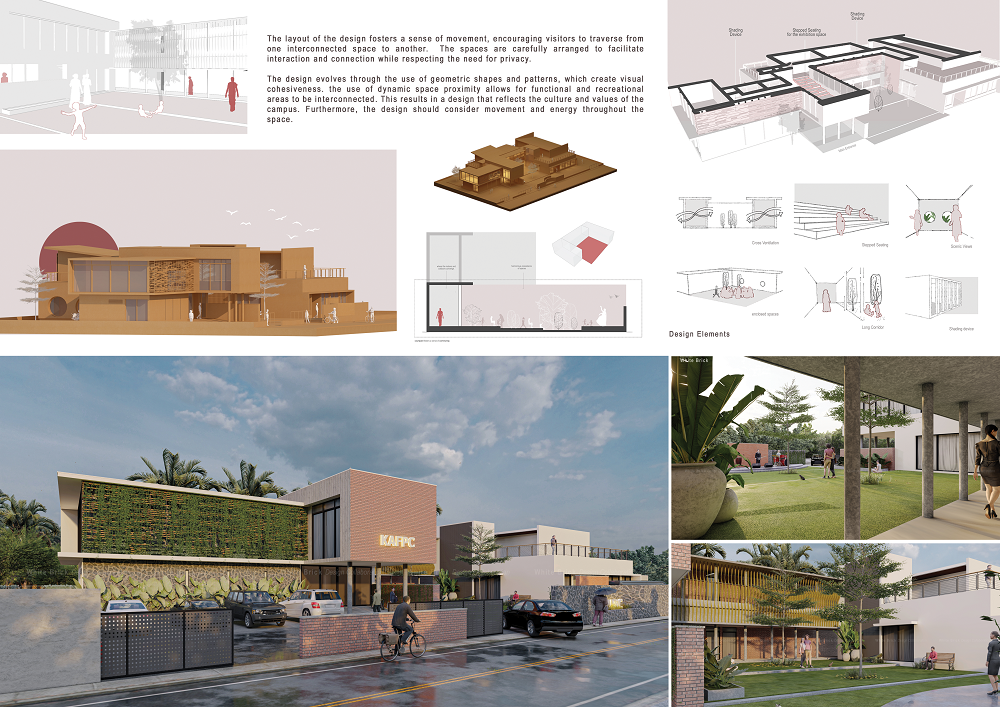 The layout of the design fosters a sense of movement, encouraging visitors to traverse from
one interconnected space to another. The spaces are carefully arranged to facilitate
interaction and connection while respecting the need for privacy.
The design evolves through the use of geometric shapes and patterns, which create visual
cohesiveness. the use of dynamic space proximity allows for functional and recreational
areas to be interconnected. This results in a design that reflects the culture and values of the
campus. Furthermore, the design should consider movement and energy throughout the
space.
Shading
Device
Stepped Seating
for the exhibition space
Shading
Device
Main Entrance
Cross Ventilation
Stepped Seating
Scenic Views
enclosed spaces
Long Corridor
Shading device
Design Elements
White Brick
KAFPC